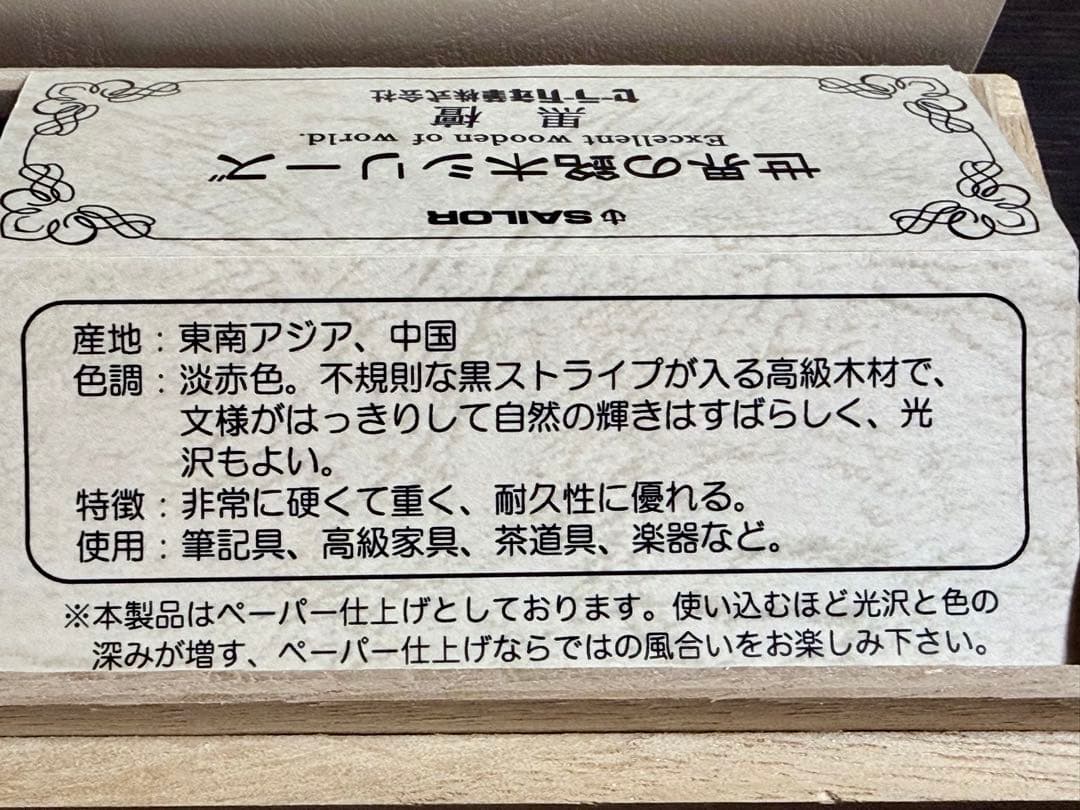 SAILOR
世界の銘木シリーズ
Excellent wooden of world.
黒檀
セーラー万年筆株式会社
産地：東南アジア、中国
色調：淡赤色。不規則な黒ストライプが入る高級木材で、
文様がはっきりして自然の輝きはすばらしく、光
沢もよい。
特徴：非常に硬くて重く、耐久性に優れる。
使用：筆記具、高級家具、茶道具、楽器など。
※本製品はペーパー仕上げとしております。使い込むほど光沢と色の
深みが増す、ペーパー仕上げならではの風合いをお楽しみ下さい。